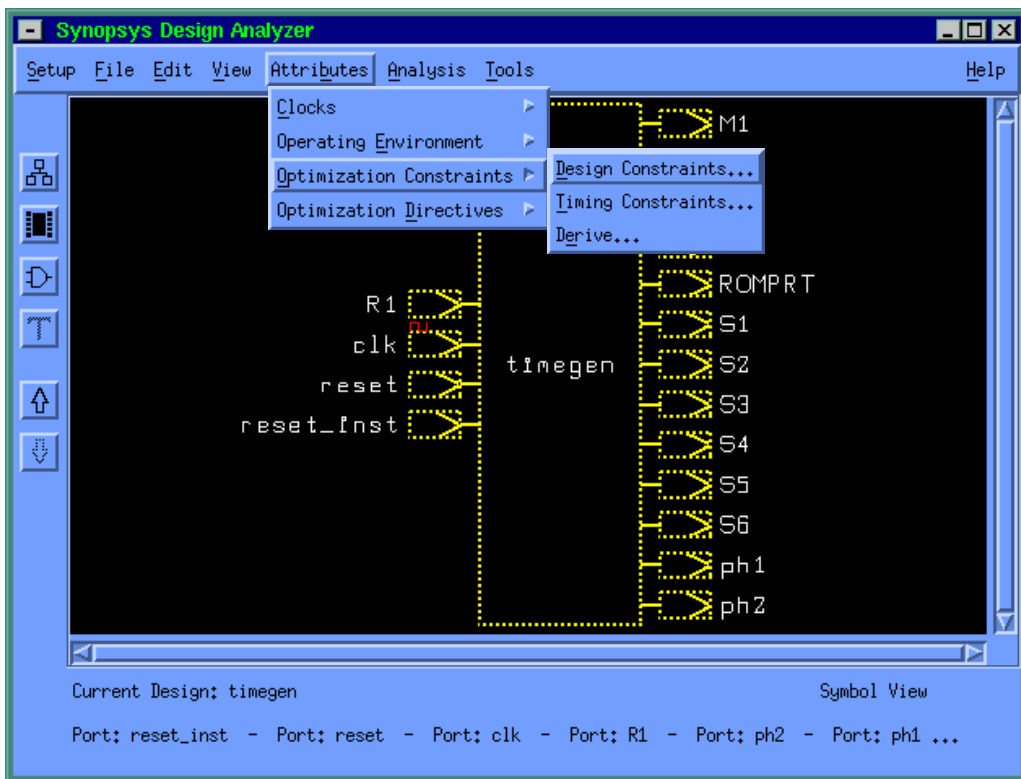 Synopsys Design Analyzer
Setup File Edit View Attributes Analysis Tools Help
Clocks
Operating Environment
Optimization Constraints
Optimization Directives
Design Constraints...
Timing Constraints...
Derive...
M1
ROMPRT
S1
S2
S3
S4
S5
S6
ph1
ph2
R1
clk
reset
reset_Inst
timegen
Current Design: timegen Symbol View
Port: reset_inst - Port: reset - Port: clk - Port: R1 - Port: ph2 - Port: ph1 ...